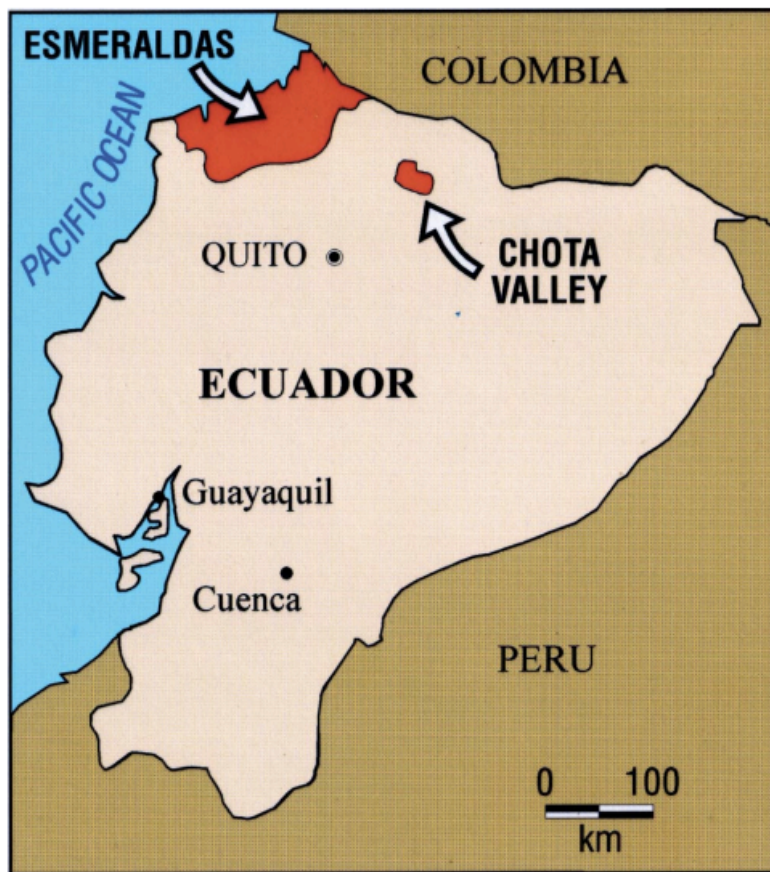 ESMERALDAS
COLOMBIA
PACIFIC OCEAN
QUITO
CHOTA
VALLEY
ECUADOR
Guayaquil
Cuenca
PERU
0 100
km